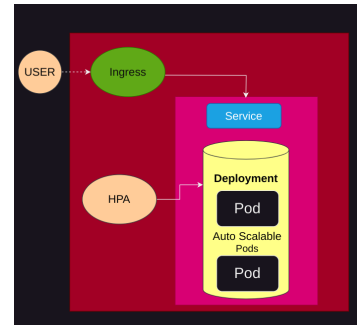 USER
Ingress
Service
Deployment
HPA
Pod
Auto Scalable
Pods
Pod